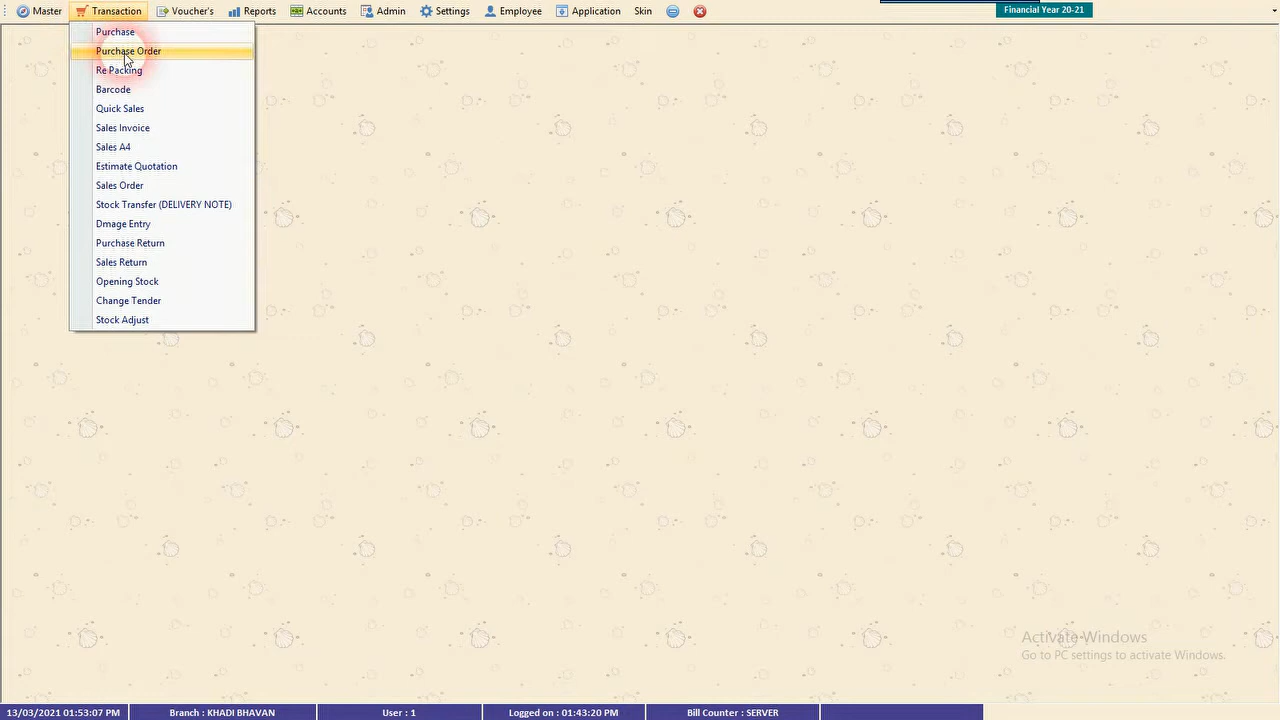 Master Transaction Voucher's Reports Accounts Admin Settings Employee Application Skin Financial Year 20-21
Purchase
Purchase Order
Re Packing
Barcode
Quick Sales
Sales Invoice
Sales A4
Estimate Quotation
Sales Order
Stock Transfer (DELIVERY NOTE)
Dmage Entry
Purchase Return
Sales Return
Opening Stock
Change Tender
Stock Adjust
Activate Windows
Go to PC settings to activate Windows.
13/03/2021 01:53:07 PM Branch : KHADI BHAVAN User : 1 Logged on : 01:43:20 PM Bill Counter : SERVER